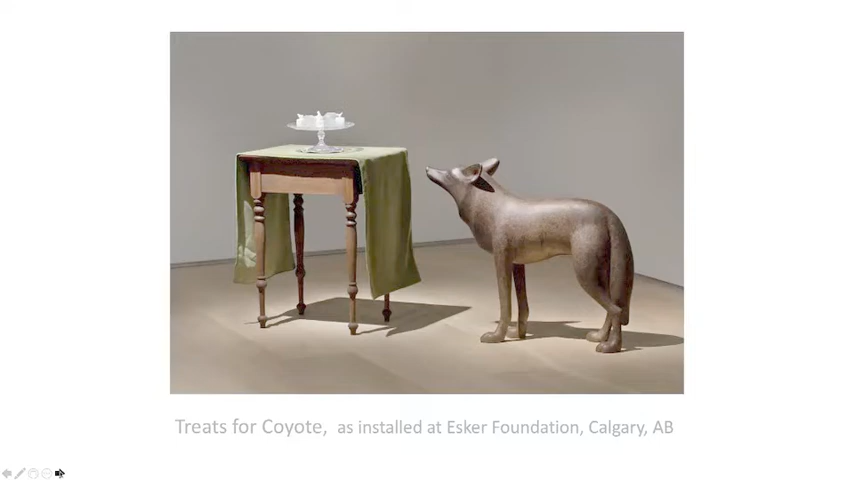 Treats for Coyote, as installed at Esker Foundation, Calgary, AB